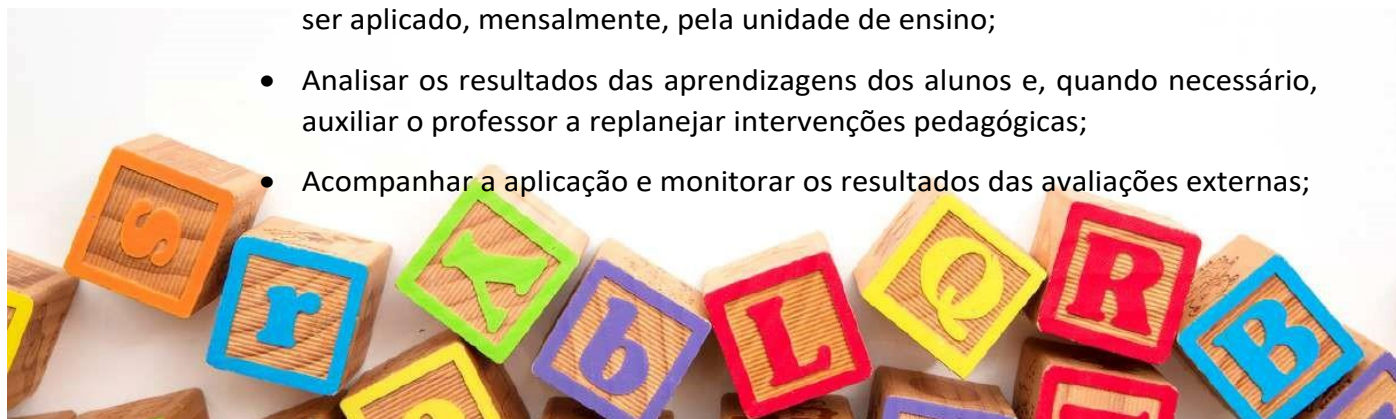 ser aplicado, mensalmente, pela unidade de ensino;
• Analisar os resultados das aprendizagens dos alunos e, quando necessário,
auxiliar o professor a replanejar intervenções pedagógicas;
• Acompanhar a aplicação e monitorar os resultados das avaliações externas;
s
r
Y
b
L
Q
R
B